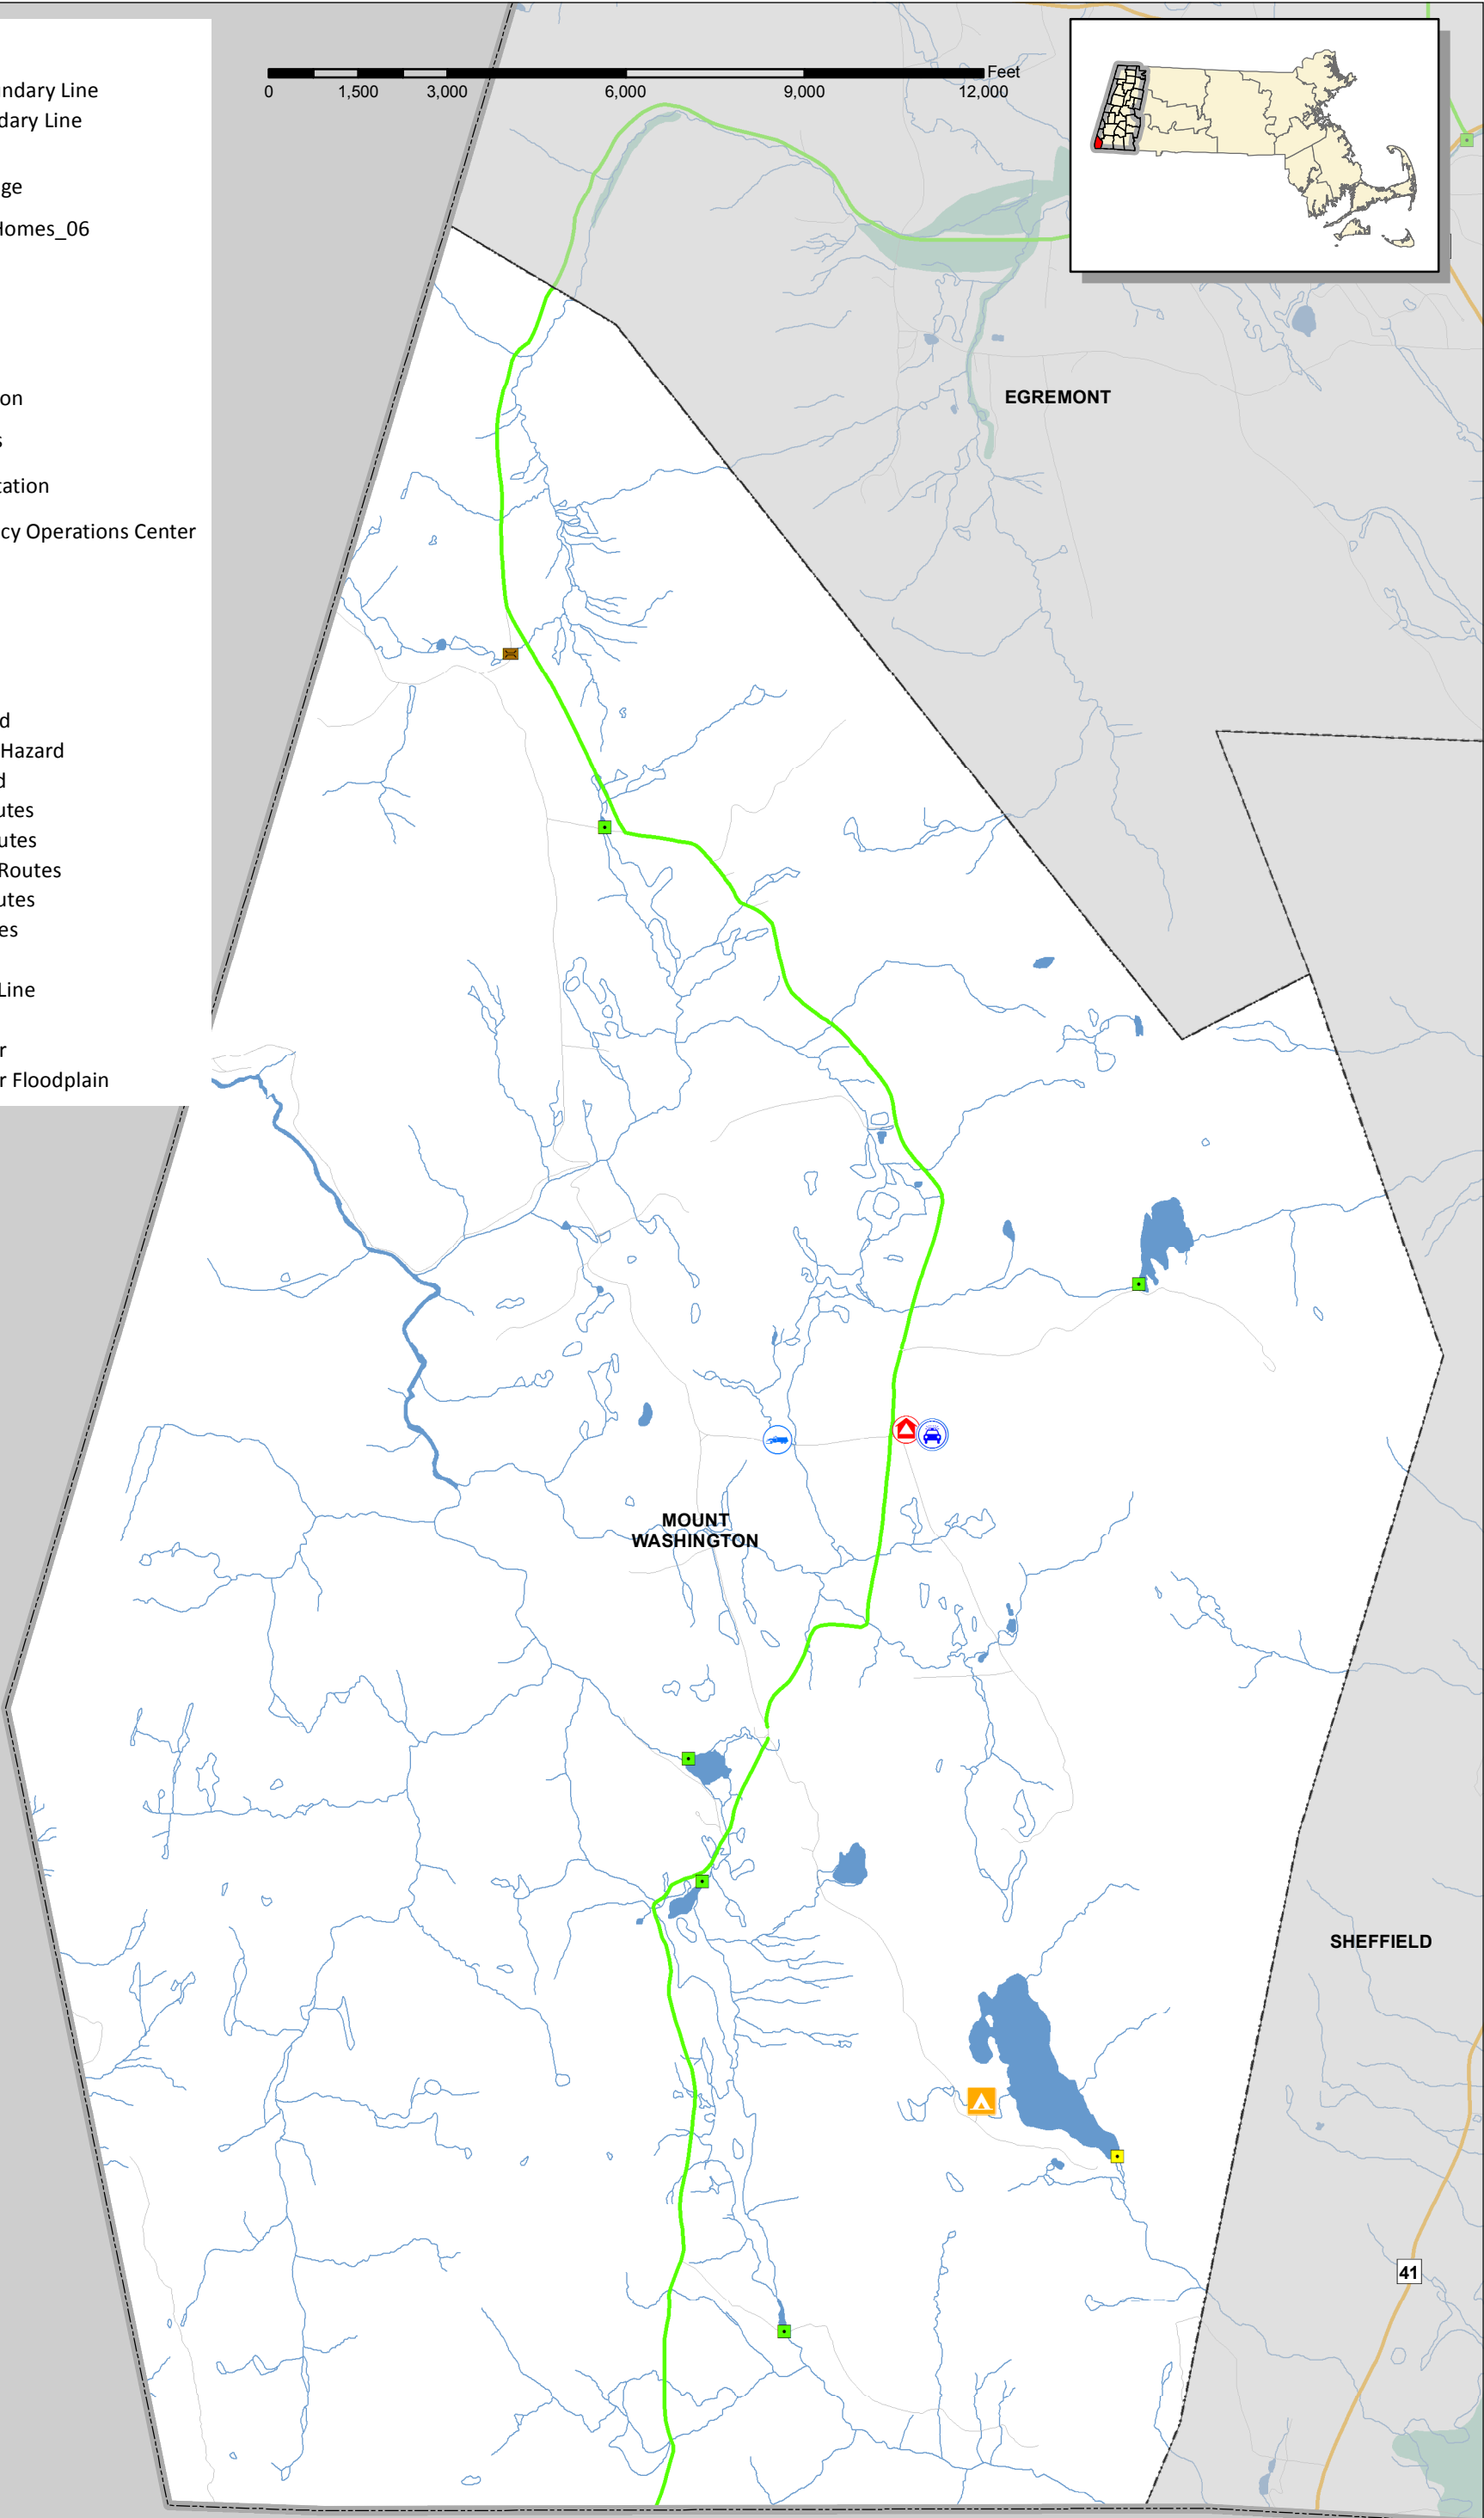 ndary Line
dary Line
ge
Homes_06
on
s
tation
cy Operations Center
d
Hazard
d
utes
utes
Routes
utes
es
Line
r
r Floodplain
Feet
0 1,500 3,000 6,000 9,000 12,000
EGREMONT
MOUNT
WASHINGTON
SHEFFIELD
41